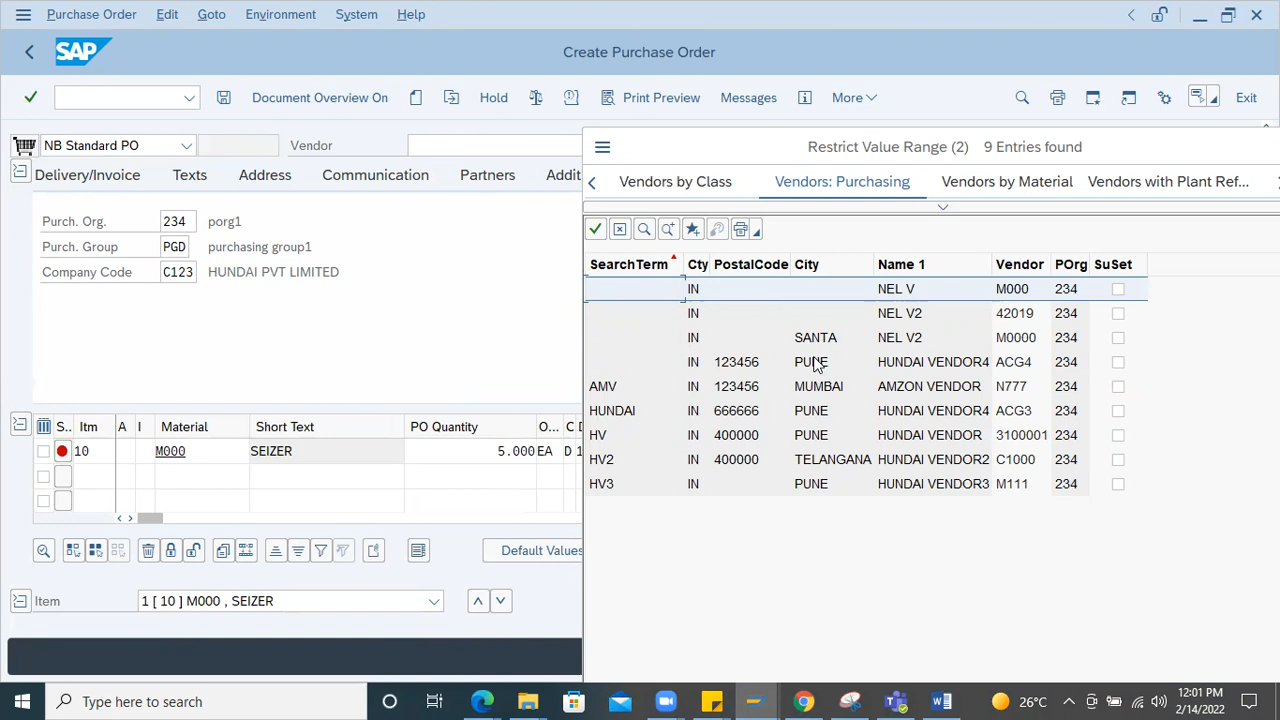 Purchase Order Edit Goto Environment System Help
SAP Create Purchase Order
Document Overview On Hold Print Preview Messages More Exit
NB Standard PO Vendor
Delivery/Invoice Texts Address Communication Partners Addit
Purch. Org. 234 porg1
Purch. Group PGD purchasing group1
Company Code C123 HUNDAI PVT LIMITED
S.. Itm A I Material Short Text PO Quantity O... C D
10 M000 SEIZER 5.000 EA D 1
Default Values
Item 1 [ 10 ] M000 , SEIZER
Restrict Value Range (2) 9 Entries found
Vendors by Class Vendors: Purchasing Vendors by Material Vendors with Plant Ref...
SearchTerm Cty PostalCode City Name 1 Vendor POrg SuSet
IN NEL V M000 234
IN NEL V2 42019 234
IN SANTA NEL V2 M0000 234
IN 123456 PUNE HUNDAI VENDOR4 ACG4 234
AMV IN 123456 MUMBAI AMZON VENDOR N777 234
HUNDAI IN 666666 PUNE HUNDAI VENDOR4 ACG3 234
HV IN 400000 PUNE HUNDAI VENDOR 3100001 234
HV2 IN 400000 TELANGANA HUNDAI VENDOR2 C1000 234
HV3 IN PUNE HUNDAI VENDOR3 M111 234
Type here to search 26°C 12:01 PM
2/14/2022